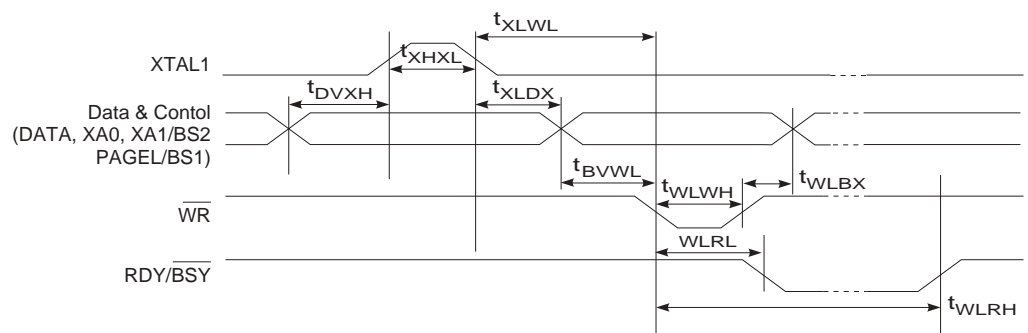 tXLWL
tXHXL
XTAL1
tDVXH
tXLDX
Data & Contol
(DATA, XA0, XA1/BS2
PAGEL/BS1)
tBVWL
tWLWH
tWLBX
WR
WLRL
RDY/BSY
tWLRH